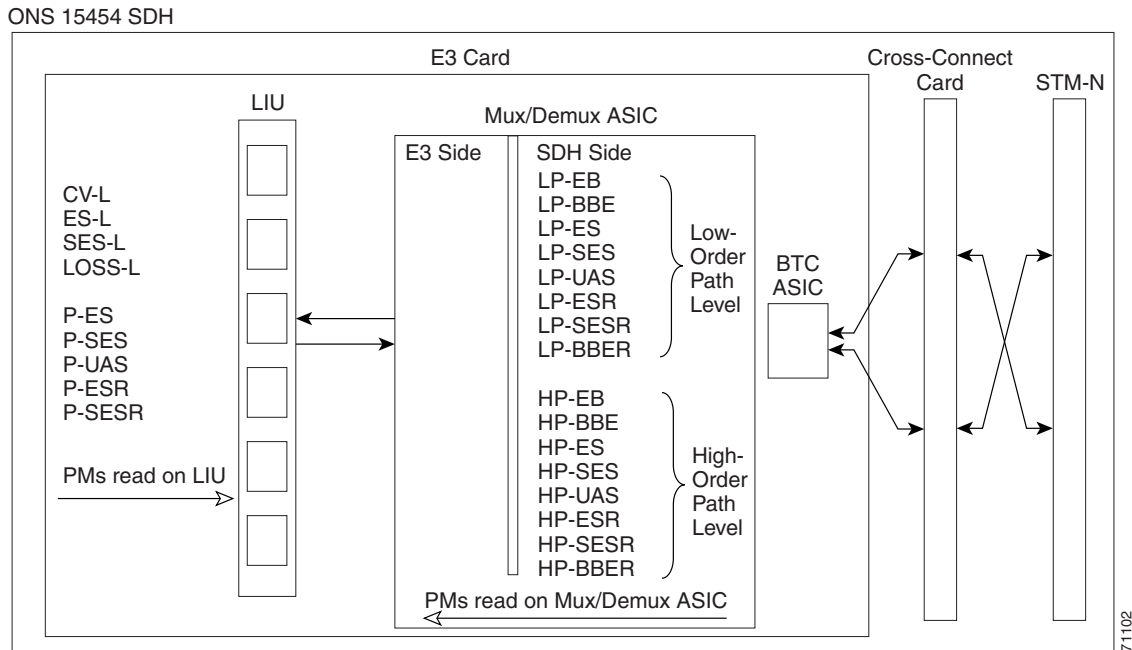 ONS 15454 SDH
E3 Card
Cross-Connect
Card
STM-N
LIU
Mux/Demux ASIC
E3 Side
SDH Side
CV-L
ES-L
SES-L
LOSS-L
P-ES
P-SES
P-UAS
P-ESR
P-SESR
PMs read on LIU
LP-EB
LP-BBE
LP-ES
LP-SES
LP-UAS
LP-ESR
LP-SESR
LP-BBER
Low-
Order
Path
Level
HP-EB
HP-BBE
HP-ES
HP-SES
HP-UAS
HP-ESR
HP-SESR
HP-BBER
High-
Order
Path
Level
PMs read on Mux/Demux ASIC
BTC
ASIC
71102